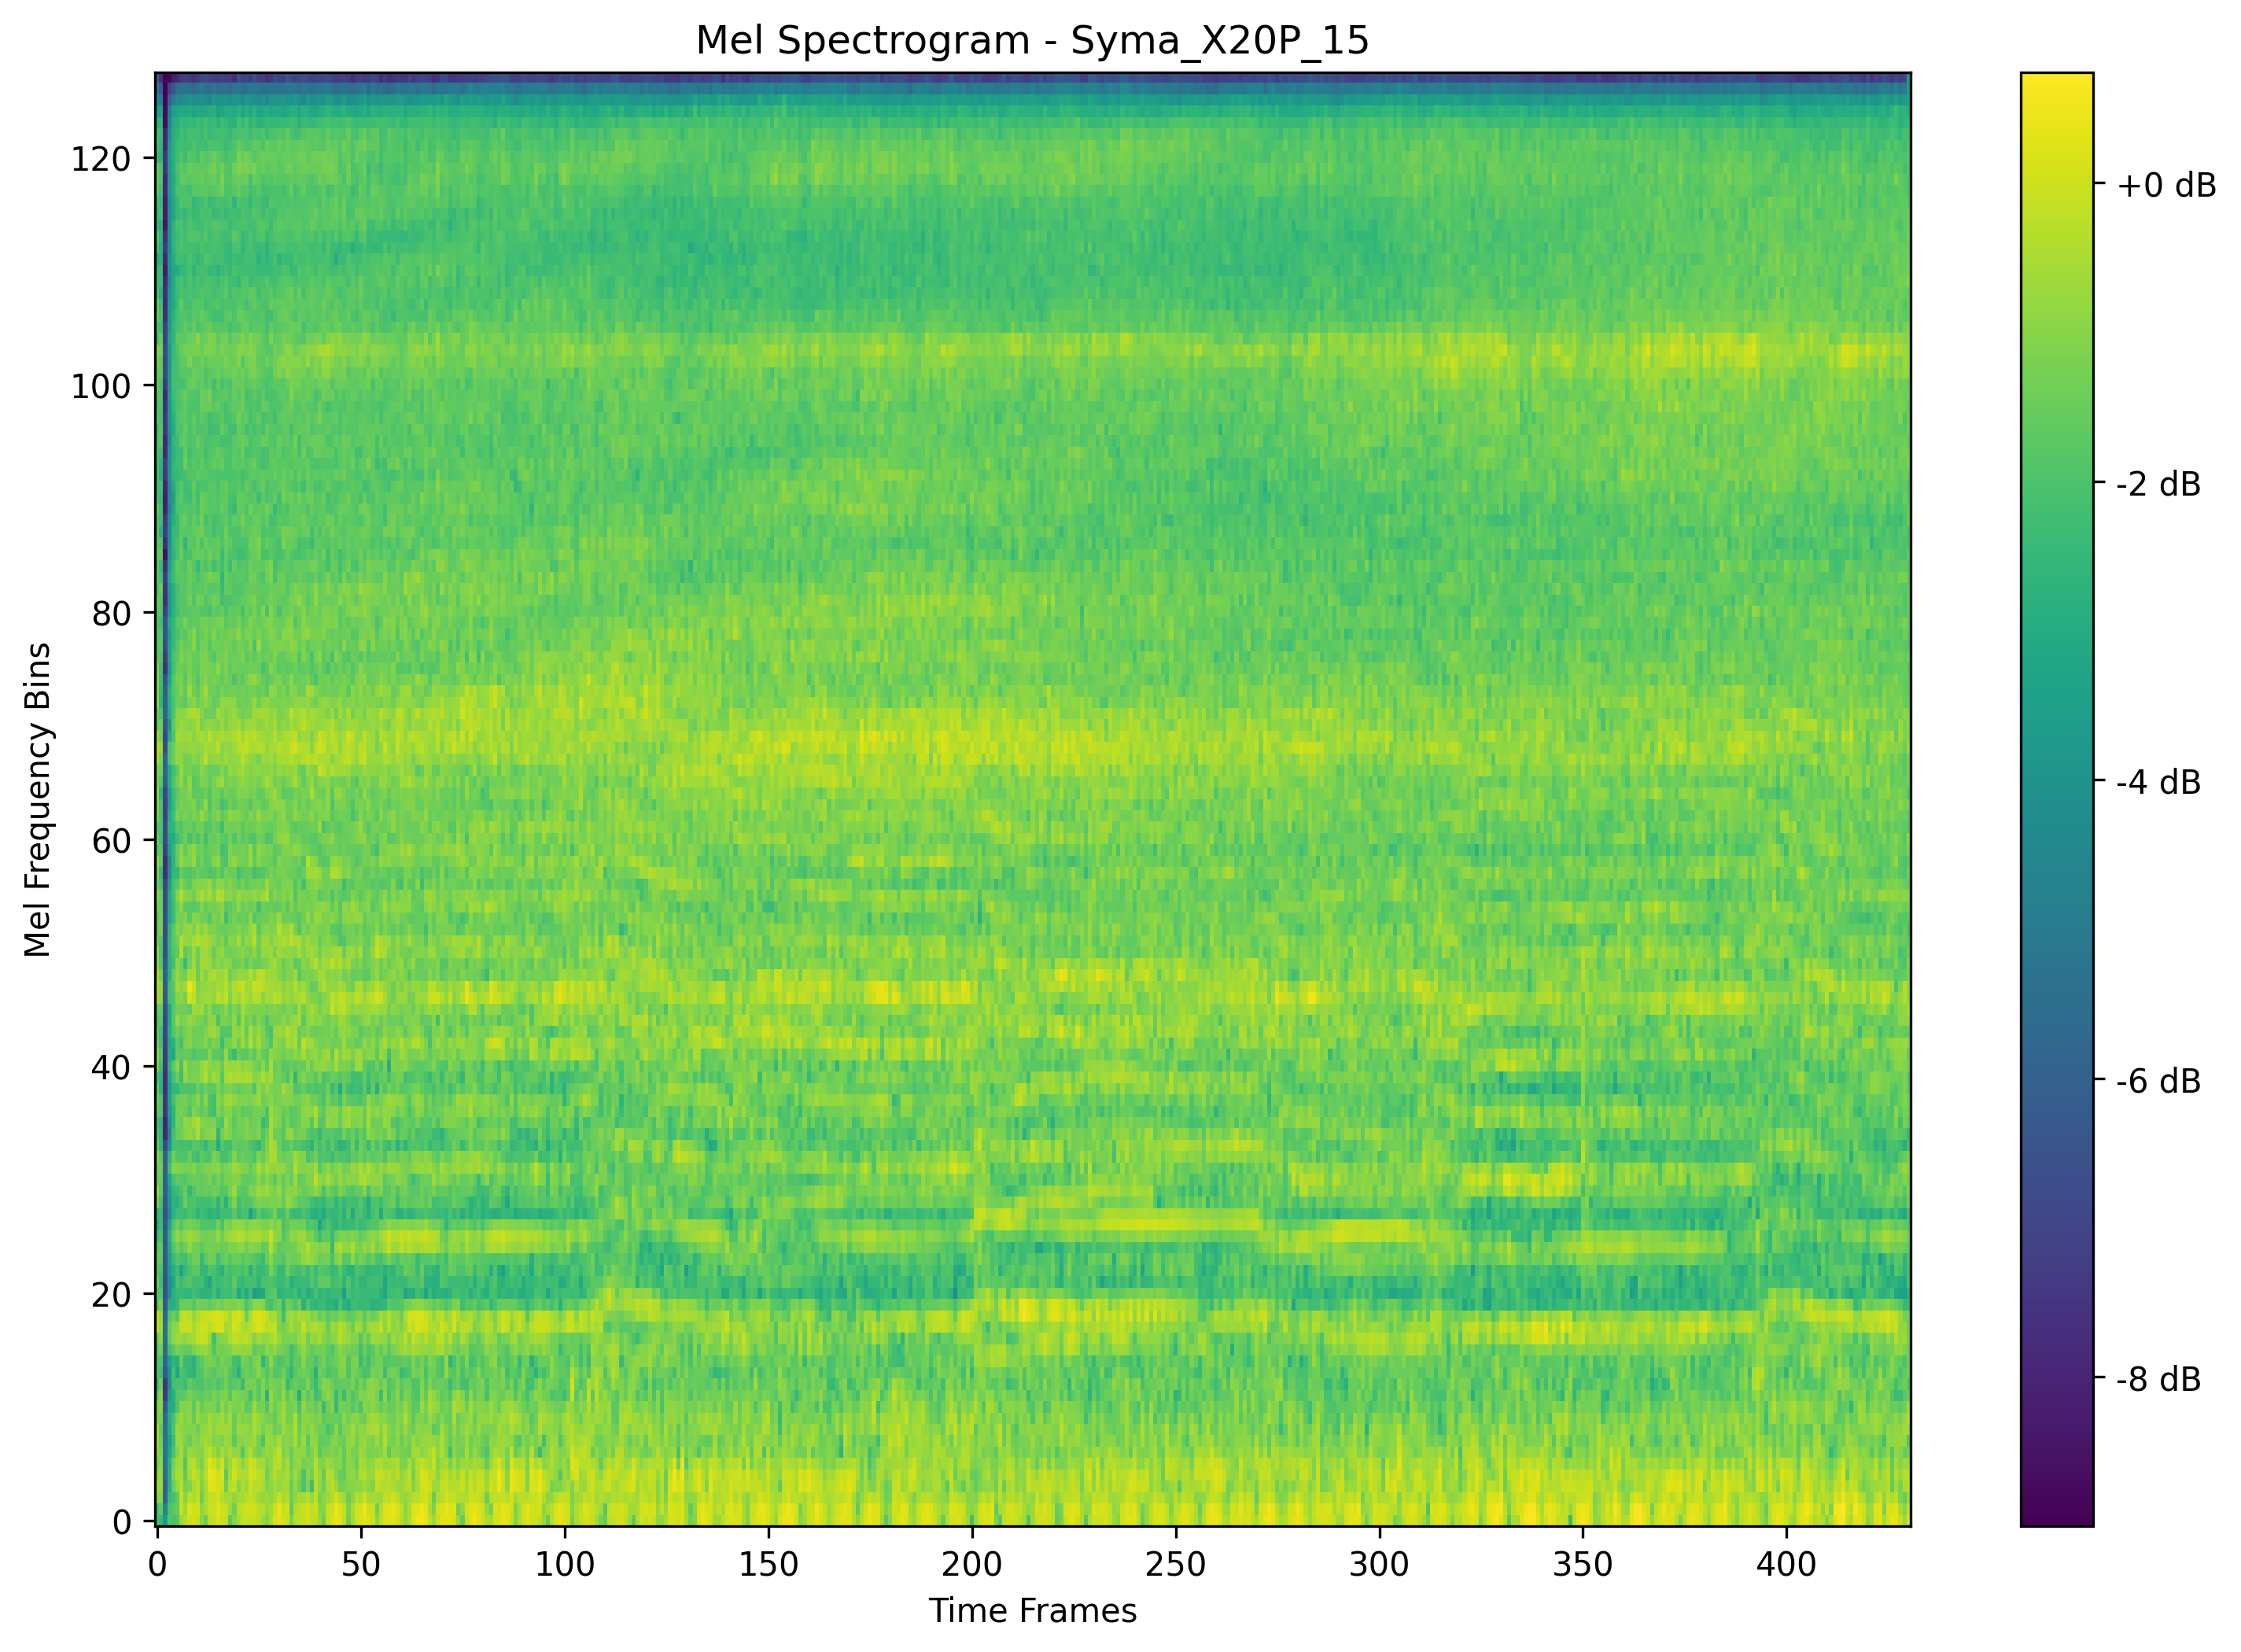 Mel Spectrogram - Syma_X20P_15
Mel Frequency Bins
120
100
80
60
40
20
0
0 50 100 150 200 250 300 350 400
Time Frames
+0 dB
-2 dB
-4 dB
-6 dB
-8 dB